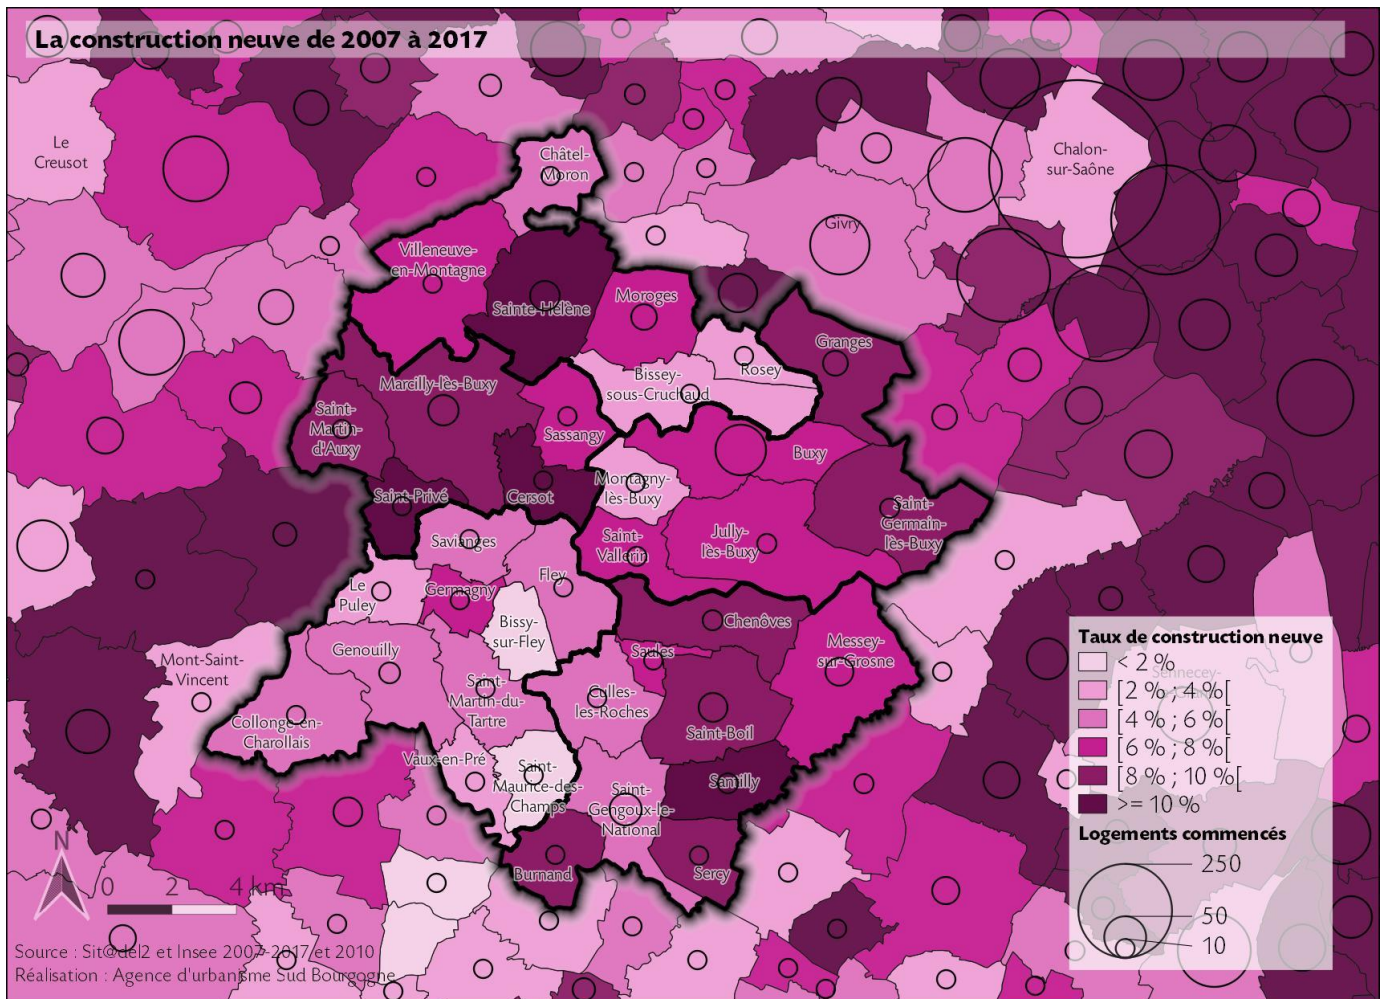 La construction neuve de 2007 à 2017
Le
Creusot
Châtel-
Moron
Chalon-
sur-Saône
Givry
Villeneuve-
en-Montagne
Sainte-Hélène
Moroges
Granges
Rosey
Bissey-
sous-Cruchaud
Marcilly-lès-Buxy
Saint-
Martin-
d'Auxy
Sassangy
Buxy
Montagny-
lès-Buxy
Saint-Privé
Cersot
Saint-
Germain-
lès-Buxy
Savianges
Saint-
Vallerin
Jully-
lès-Buxy
Le
Puley
Germagny
Fley
Bissy-
sur-Fley
Chenôves
Genouilly
Saules
Messey-
sur-Grosne
Mont-Saint-
Vincent
Saint-
Martin-du-
Tartre
Culles-
les-Roches
Collonge-en-
Charollais
Saint-Boil
Vaux-en-Pré
Saint-
Maurice-des-
Champs
Santilly
Saint-
Gengoux-le-
National
Burnand
Sercy
Taux de construction neuve
< 2 %
[2 % ; 4 %[
[4 % ; 6 %[
[6 % ; 8 %[
[8 % ; 10 %[
>= 10 %
Sennecey-
Logements commencés
250
50
10
N
0 2 4 km
Source : Sit@del2 et Insee 2007-2017 et 2010
Réalisation : Agence d'urbanisme Sud Bourgogne